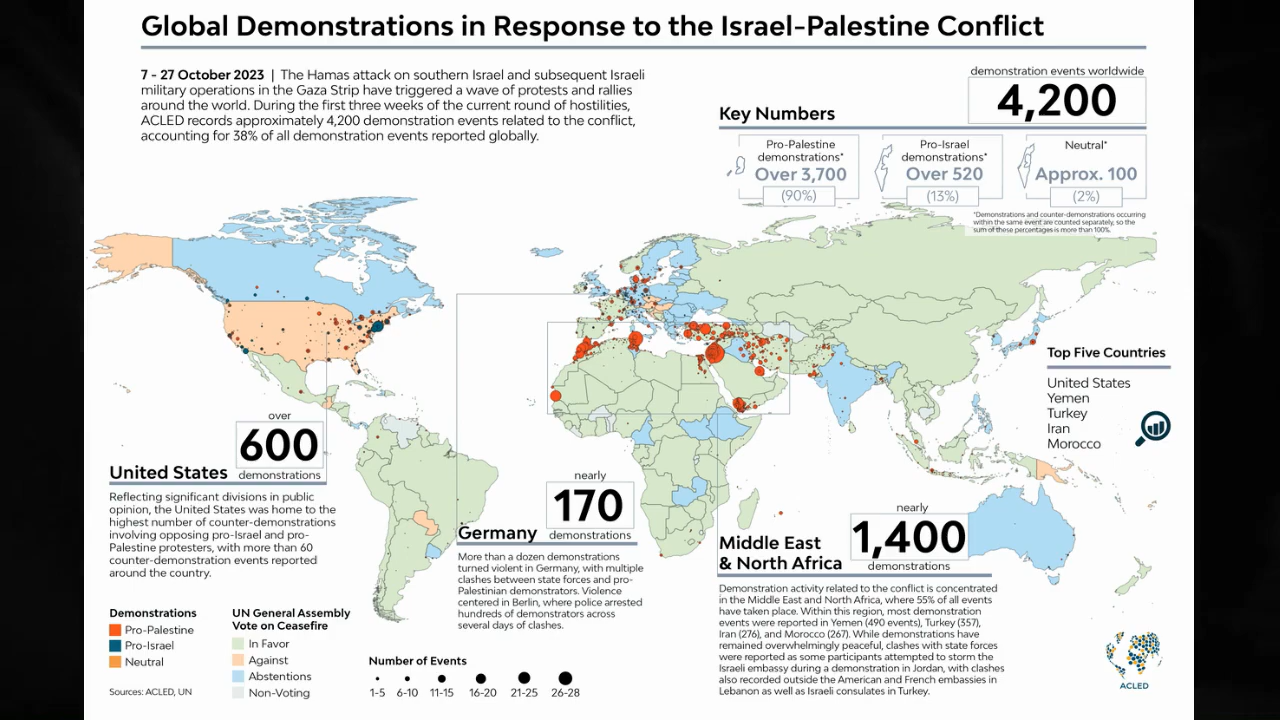 Global Demonstrations in Response to the Israel-Palestine Conflict
7 - 27 October 2023 | The Hamas attack on southern Israel and subsequent Israeli
military operations in the Gaza Strip have triggered a wave of protests and rallies
around the world. During the first three weeks of the current round of hostilities,
ACLED records approximately 4,200 demonstration events related to the conflict,
accounting for 38% of all demonstration events reported globally.
demonstration events worldwide
4,200
Key Numbers
Pro-Palestine
demonstrations*
Over 3,700
(90%)
Pro-Israel
demonstrations*
Over 520
(13%)
Neutral*
Approx. 100
(2%)
*Demonstrations and counter-demonstrations occurring
within the same event are counted separately, so the
sum of these percentages is more than 100%.
Top Five Countries
United States
Yemen
Turkey
Iran
Morocco
over
600
demonstrations
United States
Reflecting significant divisions in public
opinion, the United States was home to the
highest number of counter-demonstrations
involving opposing pro-Israel and pro-
Palestine protesters, with more than 60
counter-demonstration events reported
around the country.
nearly
170
demonstrations
Germany
More than a dozen demonstrations
turned violent in Germany, with multiple
clashes between state forces and pro-
Palestinian demonstrators. Violence
centered in Berlin, where police arrested
hundreds of demonstrators across
several days of clashes.
nearly
1,400
demonstrations
Middle East
& North Africa
Demonstration activity related to the conflict is concentrated
in the Middle East and North Africa, where 55% of all events
have taken place. Within this region, most demonstration
events were reported in Yemen (490 events), Turkey (357),
Iran (276), and Morocco (267). While demonstrations have
remained overwhelmingly peaceful, clashes with state forces
were reported as some participants attempted to storm the
Israeli embassy during a demonstration in Jordan, with clashes
also recorded outside the American and French embassies in
Lebanon as well as Israeli consulates in Turkey.
Demonstrations
Pro-Palestine
Pro-Israel
Neutral
UN General Assembly
Vote on Ceasefire
In Favor
Against
Abstentions
Non-Voting
Number of Events
1-5 6-10 11-15 16-20 21-25 26-28
Sources: ACLED, UN
ACLED